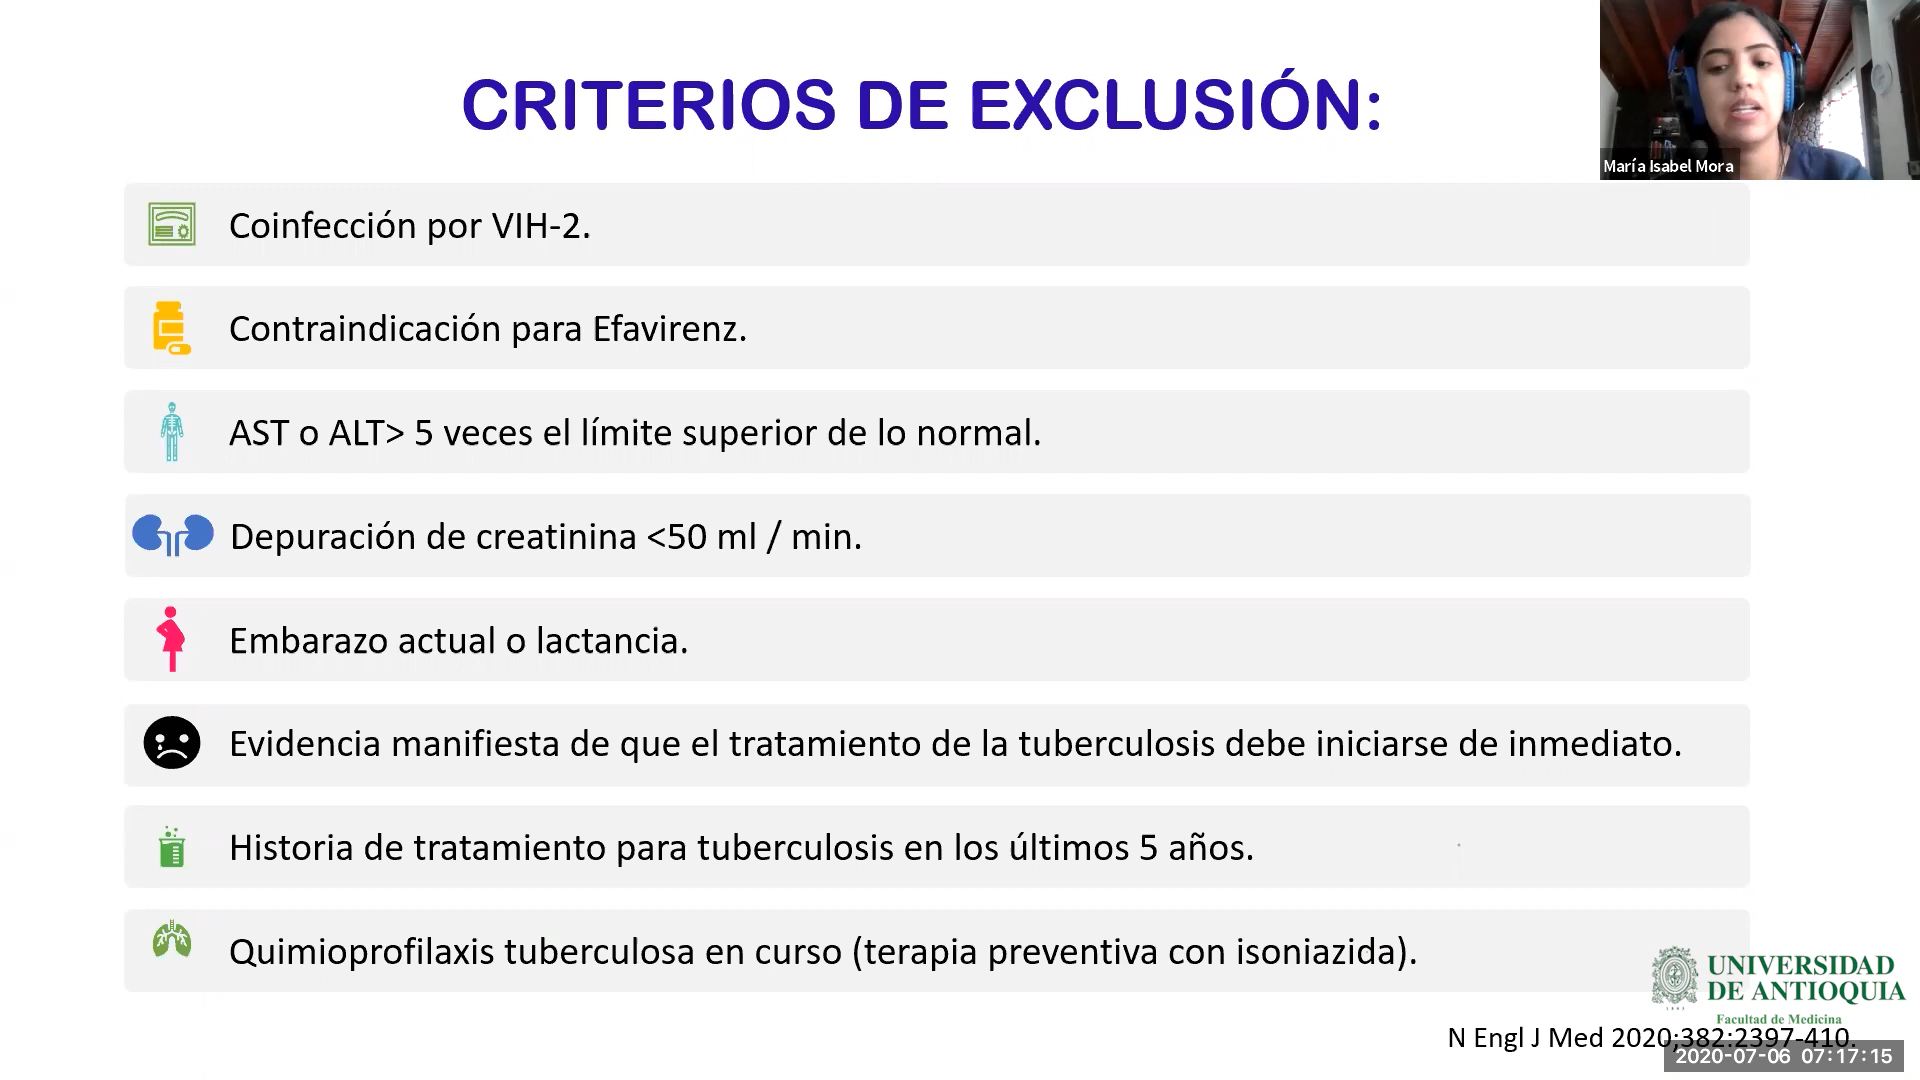 CRITERIOS DE EXCLUSIÓN:
María Isabel Mora
Coinfección por VIH-2.
Contraindicación para Efavirenz.
AST o ALT> 5 veces el límite superior de lo normal.
Depuración de creatinina <50 ml / min.
Embarazo actual o lactancia.
Evidencia manifiesta de que el tratamiento de la tuberculosis debe iniciarse de inmediato.
Historia de tratamiento para tuberculosis en los últimos 5 años.
Quimioprofilaxis tuberculosa en curso (terapia preventiva con isoniazida).
UNIVERSIDAD
DE ANTIOQUIA
Facultad de Medicina
N Engl J Med 2020;382:2397-410.
2020-07-06 07:17:15